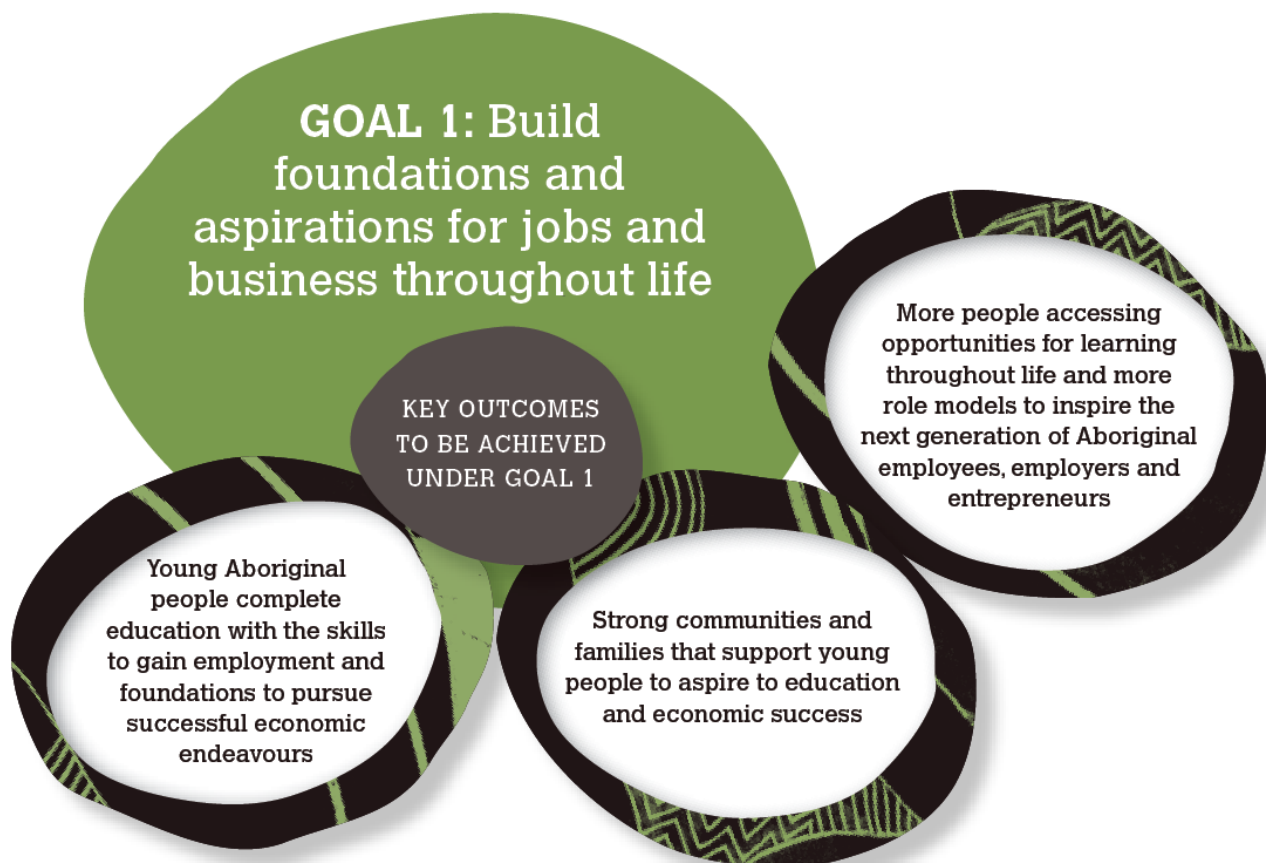 GOAL 1: Build
foundations and
aspirations for jobs and
business throughout life
KEY OUTCOMES
TO BE ACHIEVED
UNDER GOAL 1
Young Aboriginal
people complete
education with the skills
to gain employment and
foundations to pursue
successful economic
endeavours
Strong communities and
families that support young
people to aspire to education
and economic success
More people accessing
opportunities for learning
throughout life and more
role models to inspire the
next generation of Aboriginal
employees, employers and
entrepreneurs